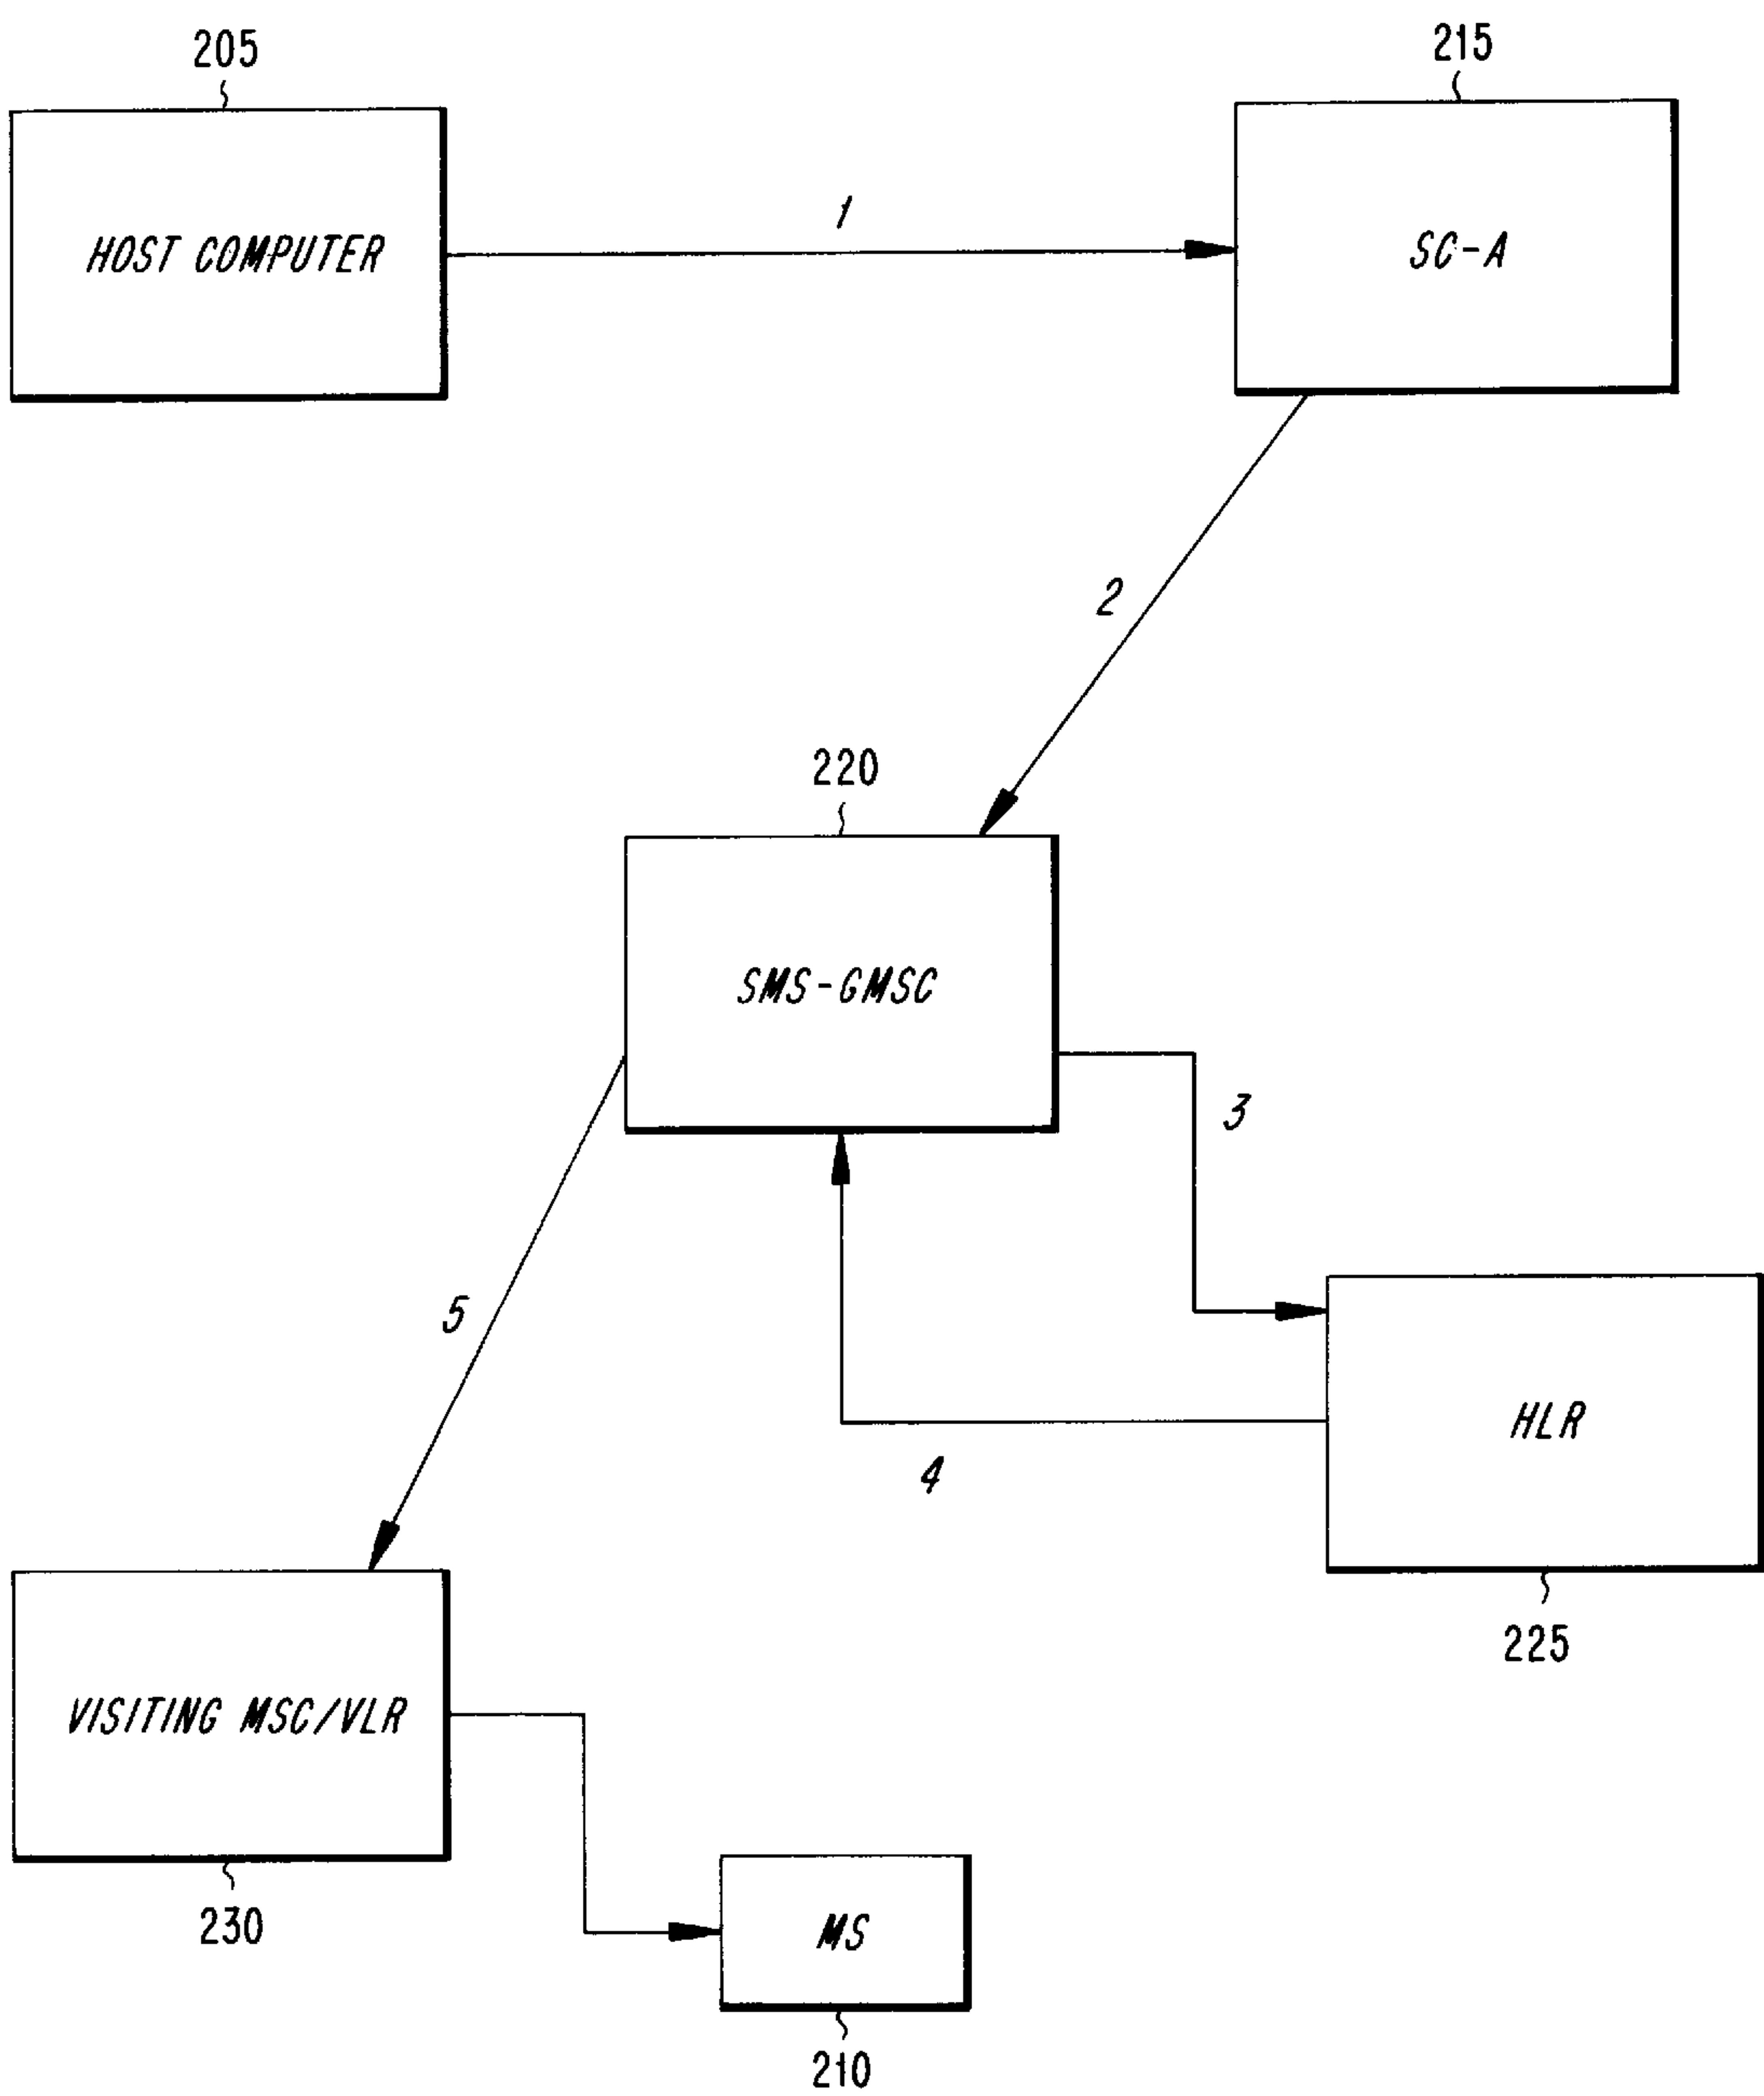 205
215
HOST COMPUTER
1
SC-A
2
220
SMS-GMSC
3
5
HLR
4
225
VISITING MSC/VLR
230
MS
210